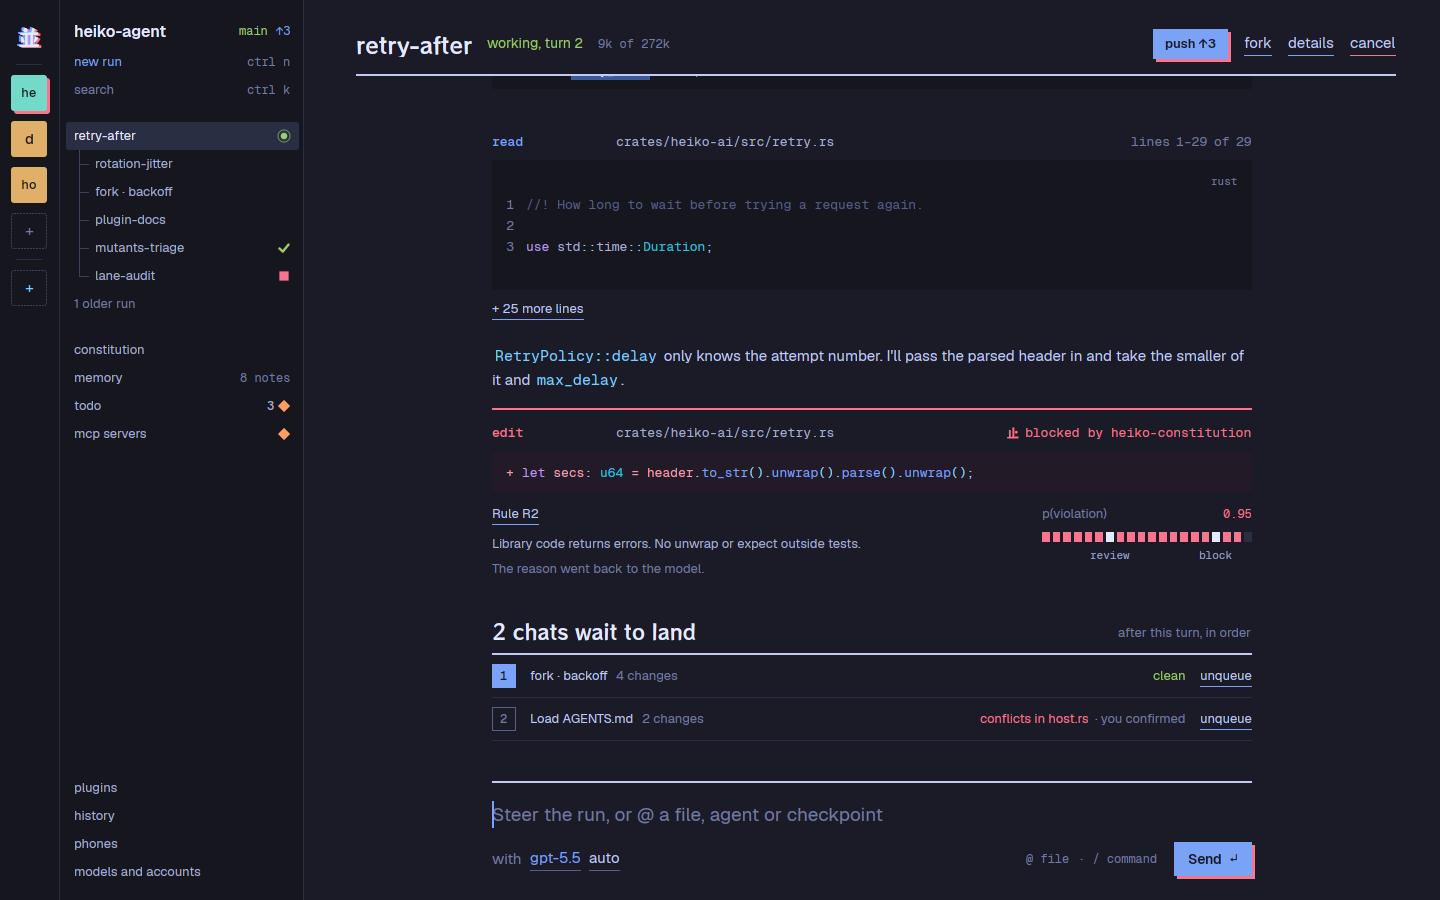 heiko-agent
main ↑3
new run
ctrl n
search
ctrl k
he
d
ho
+
+
retry-after
rotation-jitter
fork · backoff
plugin-docs
mutants-triage
lane-audit
1 older run
constitution
memory
8 notes
todo
3
mcp servers
plugins
history
phones
models and accounts
retry-after
working, turn 2
9k of 272k
push ↑3
fork
details
cancel
read
crates/heiko-ai/src/retry.rs
lines 1-29 of 29
rust
1 //! How long to wait before trying a request again.
2
3 use std::time::Duration;
+ 25 more lines
RetryPolicy::delay only knows the attempt number. I'll pass the parsed header in and take the smaller of
it and max_delay.
edit
crates/heiko-ai/src/retry.rs
blocked by heiko-constitution
+ let secs: u64 = header.to_str().unwrap().parse().unwrap();
Rule R2
p(violation)
0.95
Library code returns errors. No unwrap or expect outside tests.
review
block
The reason went back to the model.
2 chats wait to land
after this turn, in order
1
fork · backoff 4 changes
clean
unqueue
2
Load AGENTS.md 2 changes
conflicts in host.rs · you confirmed
unqueue
Steer the run, or @ a file, agent or checkpoint
with gpt-5.5 auto
@ file · / command
Send ↲